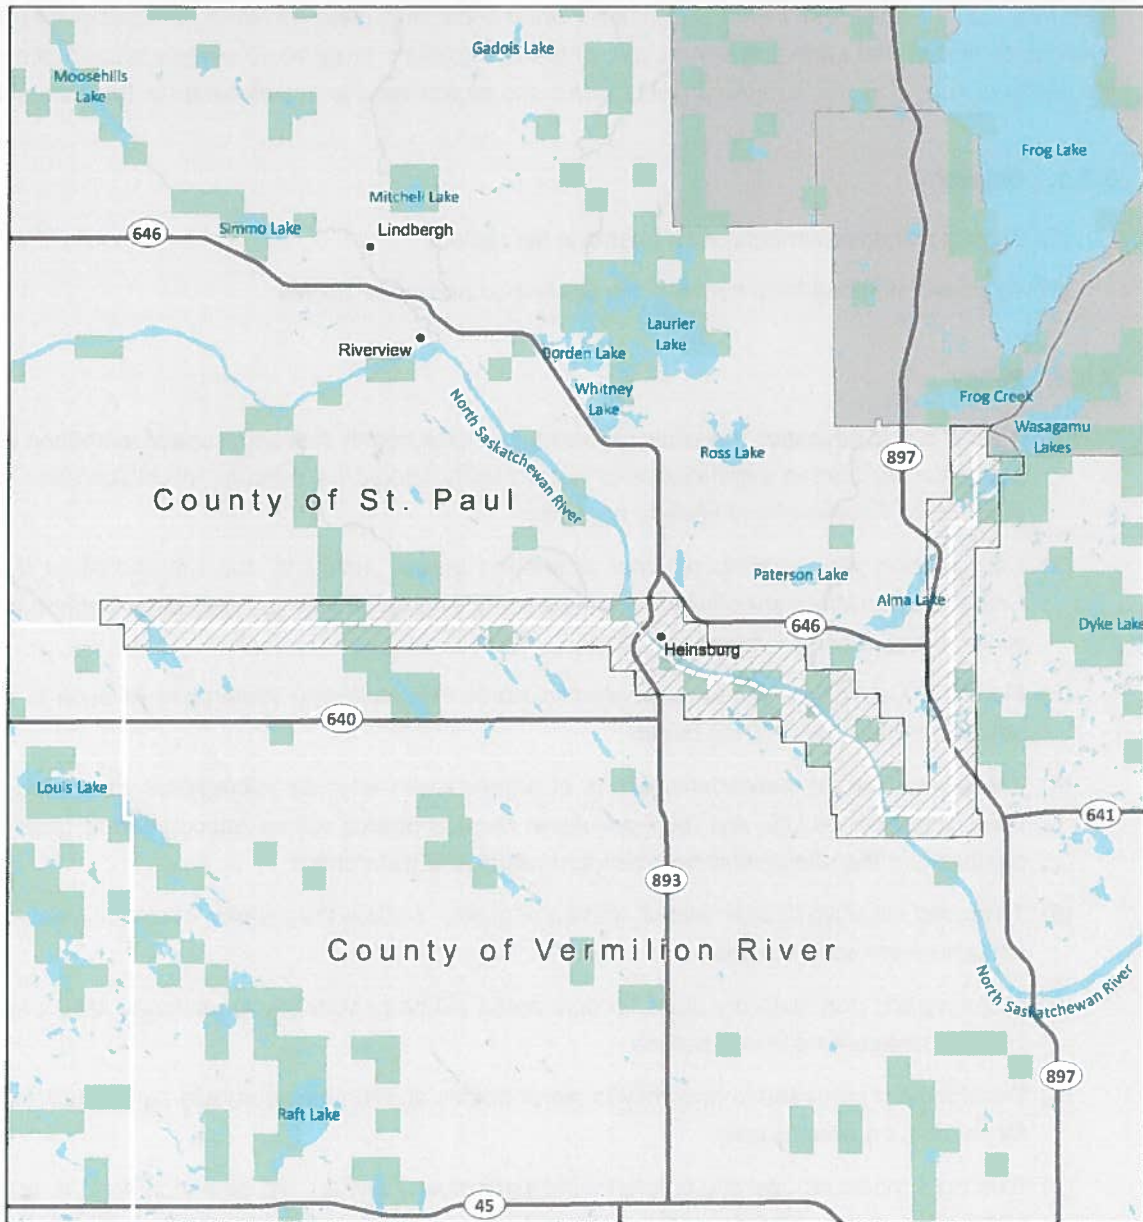 Gadois Lake
Moosehills
Lake
Frog Lake
Mitchell Lake
Simmo Lake
Lindbergh
646
Laurier
Lake
Riverview
Borden Lake
Whitney
Lake
Frog Creek
Wasagamu
Lakes
North Saskatchewan River
Ross Lake
897
County of St. Paul
Paterson Lake
Alma Lake
646
Dyke Lake
Heinsburg
640
Louis Lake
641
893
County of Vermilion River
North Saskatchewan River
897
Raft Lake
45